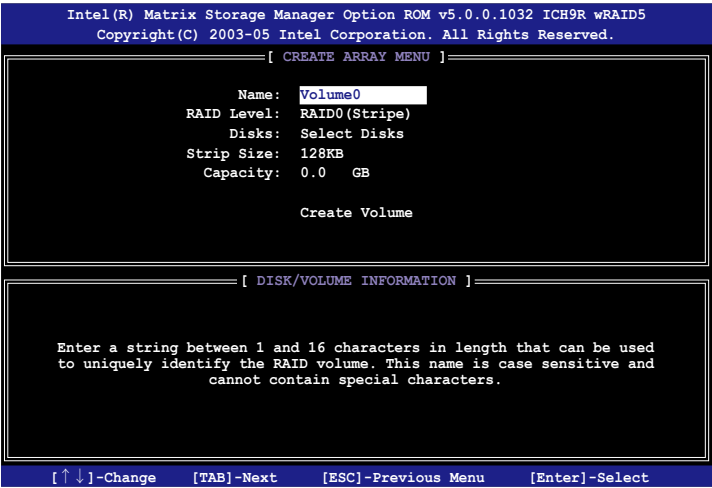 Intel(R) Matrix Storage Manager Option ROM v5.0.0.1032 ICH9R wRAID5
Copyright(C) 2003-05 Intel Corporation. All Rights Reserved.
[ CREATE ARRAY MENU ]
Name: Volume0
RAID Level: RAID0(Stripe)
Disks: Select Disks
Strip Size: 128KB
Capacity: 0.0 GB
Create Volume
[ DISK/VOLUME INFORMATION ]
Enter a string between 1 and 16 characters in length that can be used
to uniquely identify the RAID volume. This name is case sensitive and
cannot contain special characters.
[↑↓]-Change [TAB]-Next [ESC]-Previous Menu [Enter]-Select